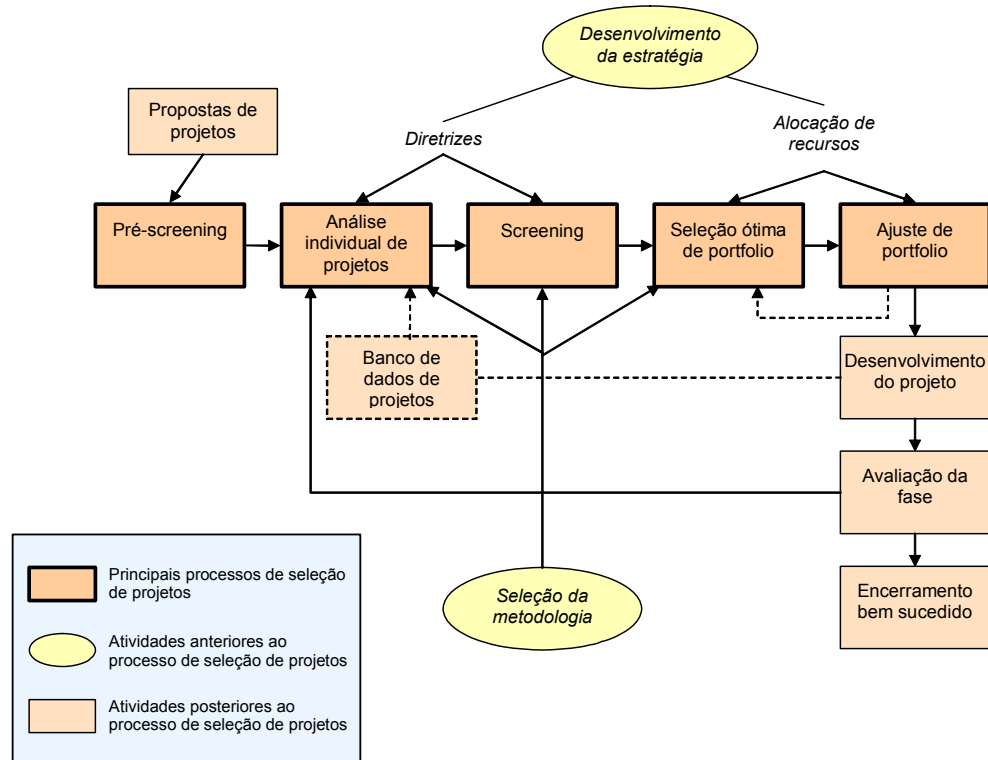 Desenvolvimento
da estratégia
Propostas de
projetos
Diretrizes
Alocação de
recursos
Pré-screening
Análise
individual de
projetos
Screening
Seleção ótima
de portfolio
Ajuste de
portfolio
Banco de
dados de
projetos
Desenvolvimento
do projeto
Avaliação da
fase
Seleção da
metodologia
Encerramento
bem sucedido
Principais processos de seleção
de projetos
Atividades anteriores ao
processo de seleção de projetos
Atividades posteriores ao
processo de seleção de projetos